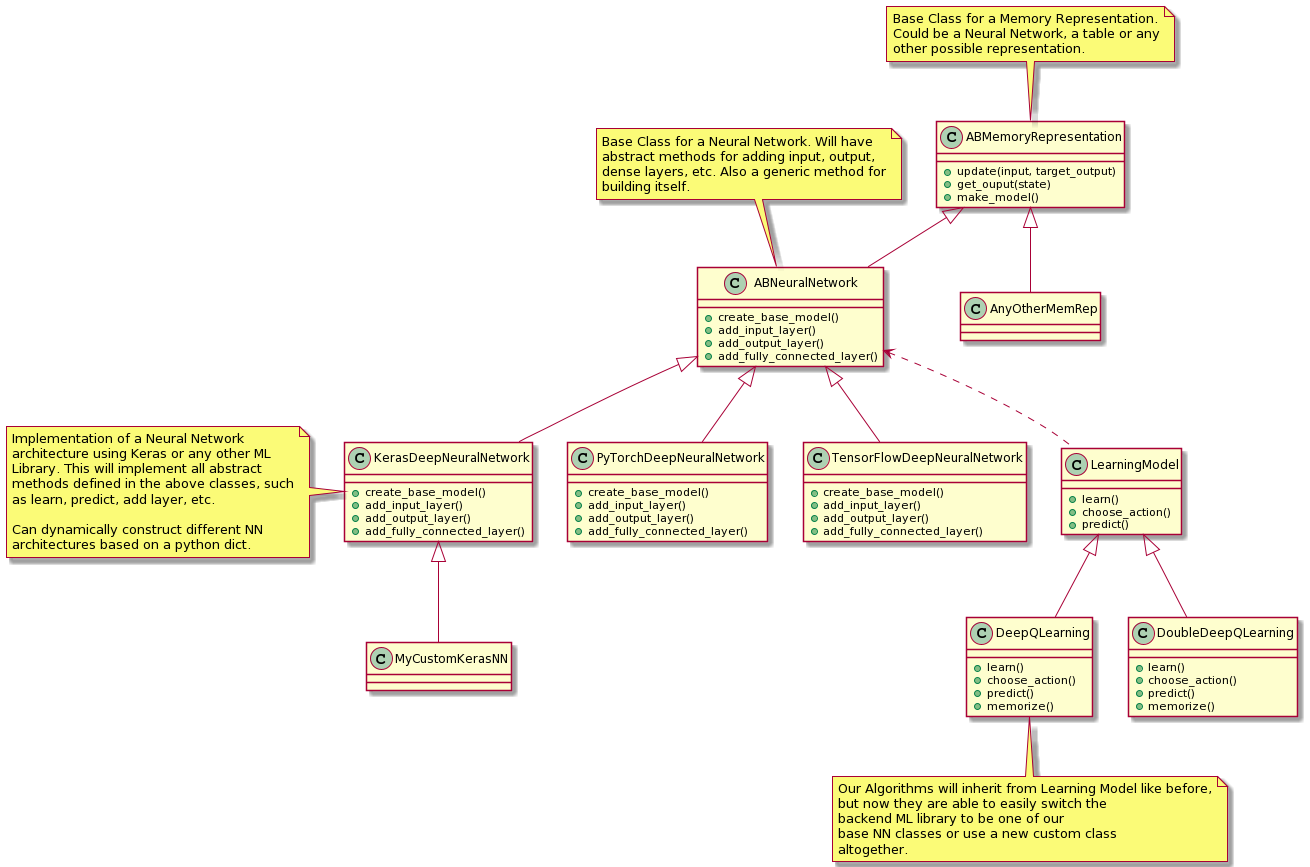 Base Class for a Memory Representation.
Could be a Neural Network, a table or any
other possible representation.
C ABMemoryRepresentation
update(input, target_output)
get_ouput(state)
make_model()
Base Class for a Neural Network. Will have
abstract methods for adding input, output,
dense layers, etc. Also a generic method for
building itself.
C ABNeuralNetwork
create_base_model()
add_input_layer()
add_output_layer()
add_fully_connected_layer()
C AnyOtherMemRep
Implementation of a Neural Network
architecture using Keras or any other ML
Library. This will implement all abstract
methods defined in the above classes, such
as learn, predict, add layer, etc.
Can dynamically construct different NN
architectures based on a python dict.
C KerasDeepNeuralNetwork
create_base_model()
add_input_layer()
add_output_layer()
add_fully_connected_layer()
C PyTorchDeepNeuralNetwork
create_base_model()
add_input_layer()
add_output_layer()
add_fully_connected_layer()
C TensorFlowDeepNeuralNetwork
create_base_model()
add_input_layer()
add_output_layer()
add_fully_connected_layer()
C LearningModel
learn()
choose_action()
predict()
C MyCustomKerasNN
C DeepQLearning
learn()
choose_action()
predict()
memorize()
C DoubleDeepQLearning
learn()
choose_action()
predict()
memorize()
Our Algorithms will inherit from Learning Model like before,
but now they are able to easily switch the
backend ML library to be one of our
base NN classes or use a new custom class
altogether.